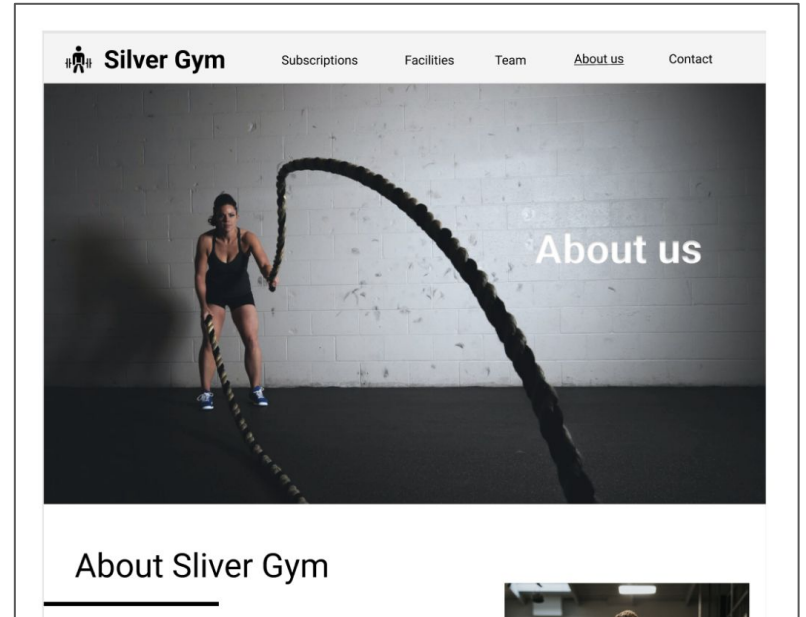 Silver Gym
Subscriptions
Facilities
Team
About us
Contact
About us
About Sliver Gym